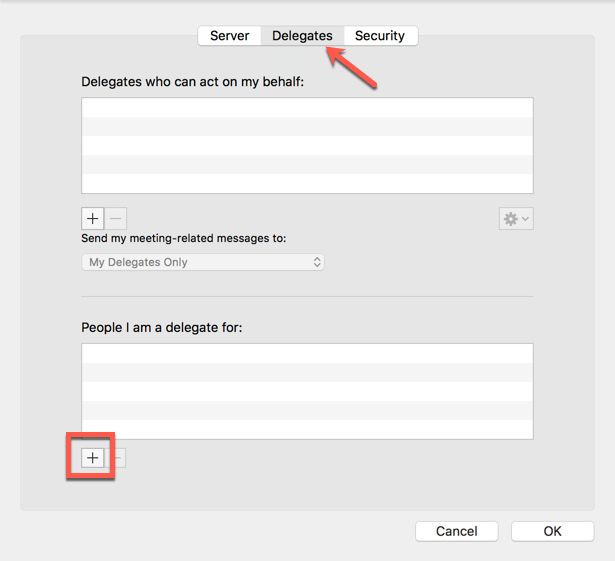 Server Delegates Security
Delegates who can act on my behalf:
Send my meeting-related messages to:
My Delegates Only
People I am a delegate for:
Cancel OK